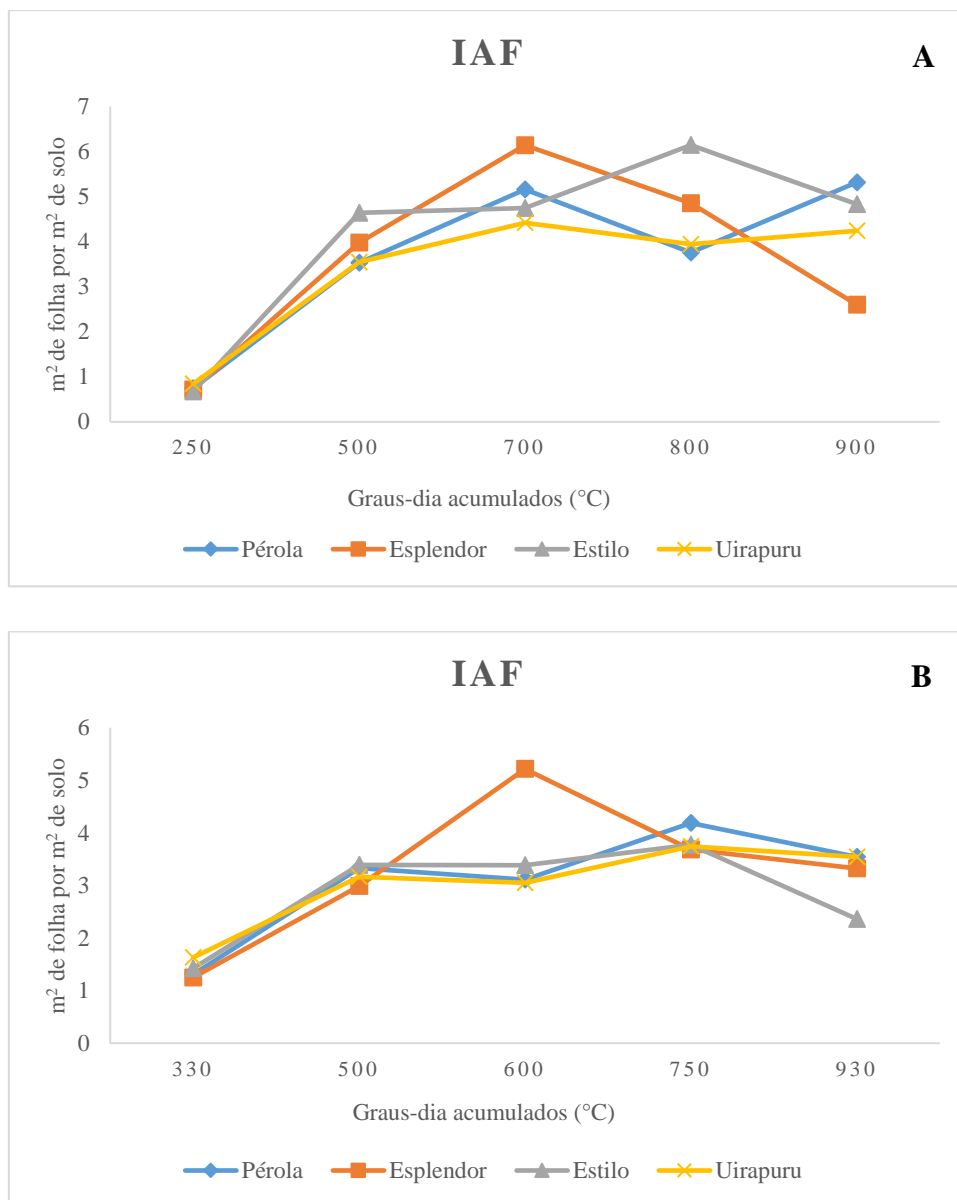 IAF
A
m² de folha por m² de solo
7
6
5
4
3
2
1
0
250 500 700 800 900
Graus-dia acumulados (°C)
Pérola Esplendor Estilo Uirapuru
IAF
B
m² de folha por m² de solo
6
5
4
3
2
1
0
330 500 600 750 930
Graus-dia acumulados (°C)
Pérola Esplendor Estilo Uirapuru